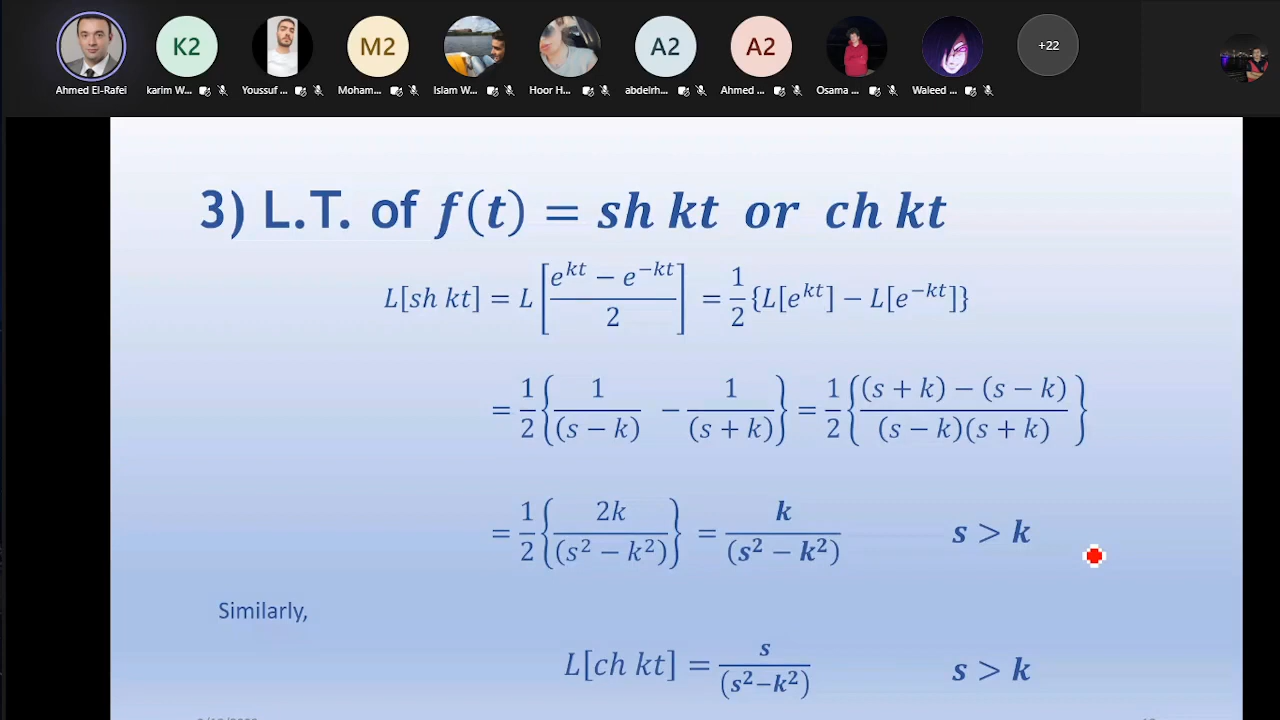 K2 M2 A2 A2 +22
Ahmed El-Rafei karim W... Youssuf ... Moham... Islam W... Hoor H... abdelrh... Ahmed ... Osama ... Waleed ...
3) L.T. of f(t) = sh kt or ch kt
L[sh kt] = L[(e^{kt} − e^{−kt})/2] = 1/2 {L[e^{kt}] − L[e^{−kt}]}
= 1/2 {1/(s − k) − 1/(s + k)} = 1/2 {((s + k) − (s − k))/((s − k)(s + k))}
= 1/2 {2k/(s² − k²)} = k/(s² − k²) s > k
Similarly,
L[ch kt] = s/(s²−k²) s > k